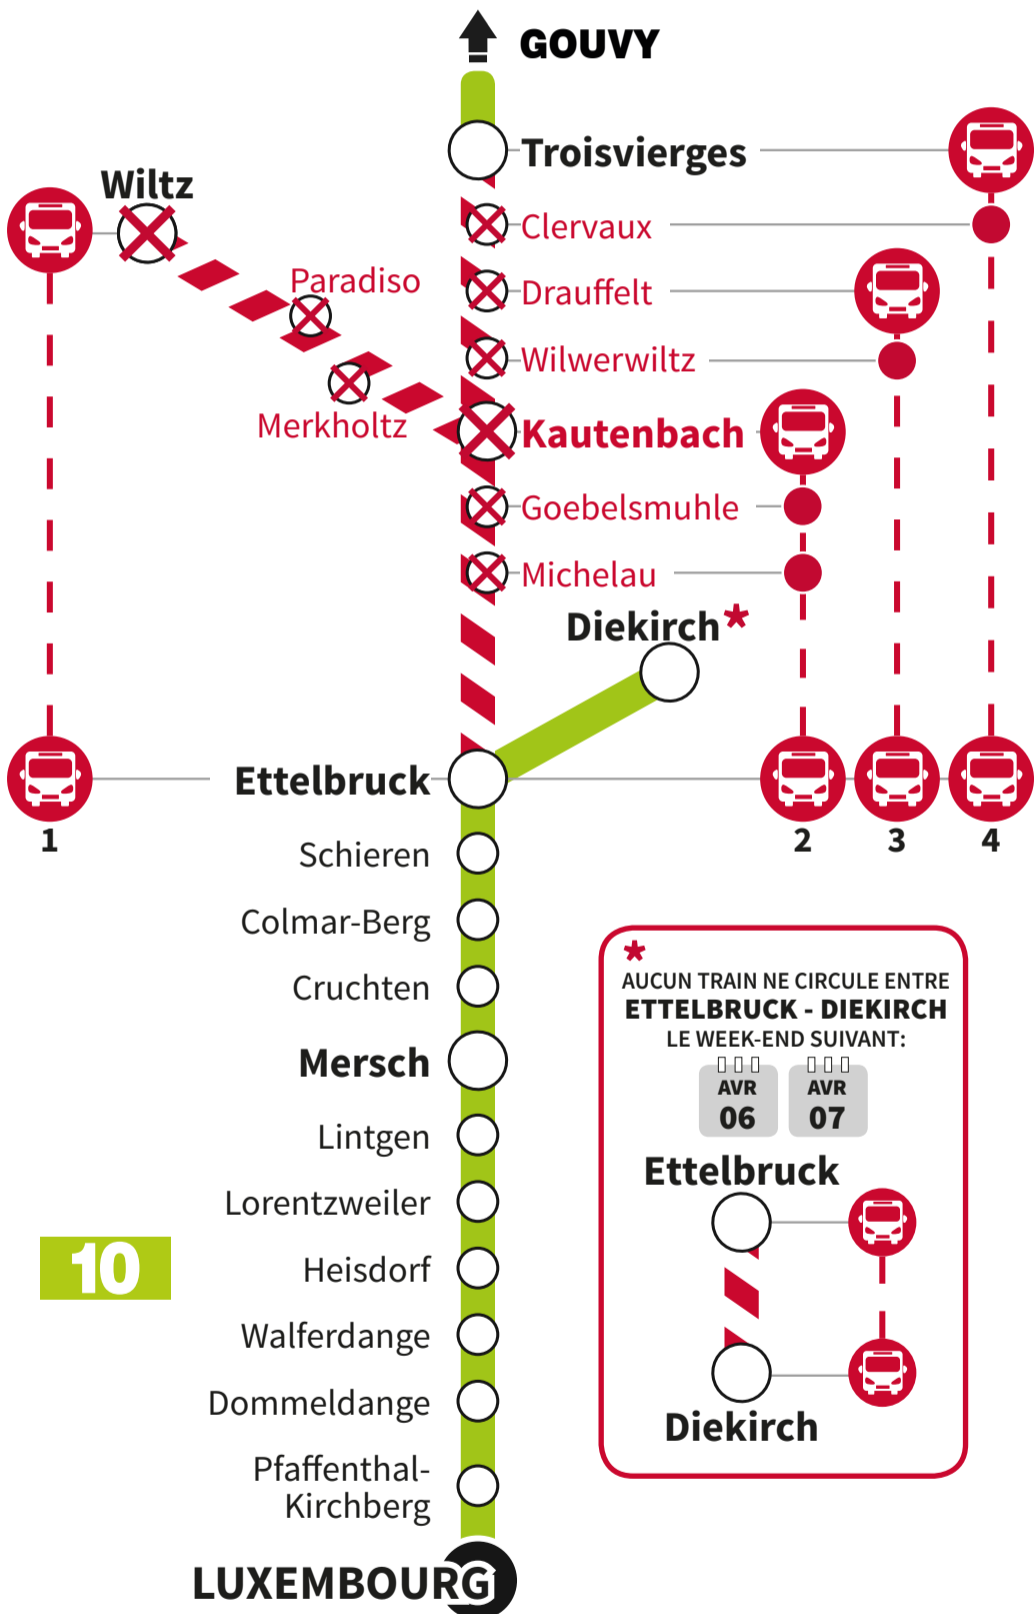 GOUVY
Troisvierges
Wiltz
Clervaux
Paradiso
Drauffelt
Wilwerwiltz
Merkholtz
Kautenbach
Goebelsmuhle
Michelau
Diekirch*
Ettelbruck
1
2
3
4
Schieren
Colmar-Berg
Cruchten
Mersch
Lintgen
Lorentzweiler
10
Heisdorf
Walferdange
Dommeldange
Pfaffenthal-
Kirchberg
LUXEMBOURG
*
AUCUN TRAIN NE CIRCULE ENTRE
ETTELBRUCK - DIEKIRCH
LE WEEK-END SUIVANT:
AVR
06
AVR
07
Ettelbruck
Diekirch